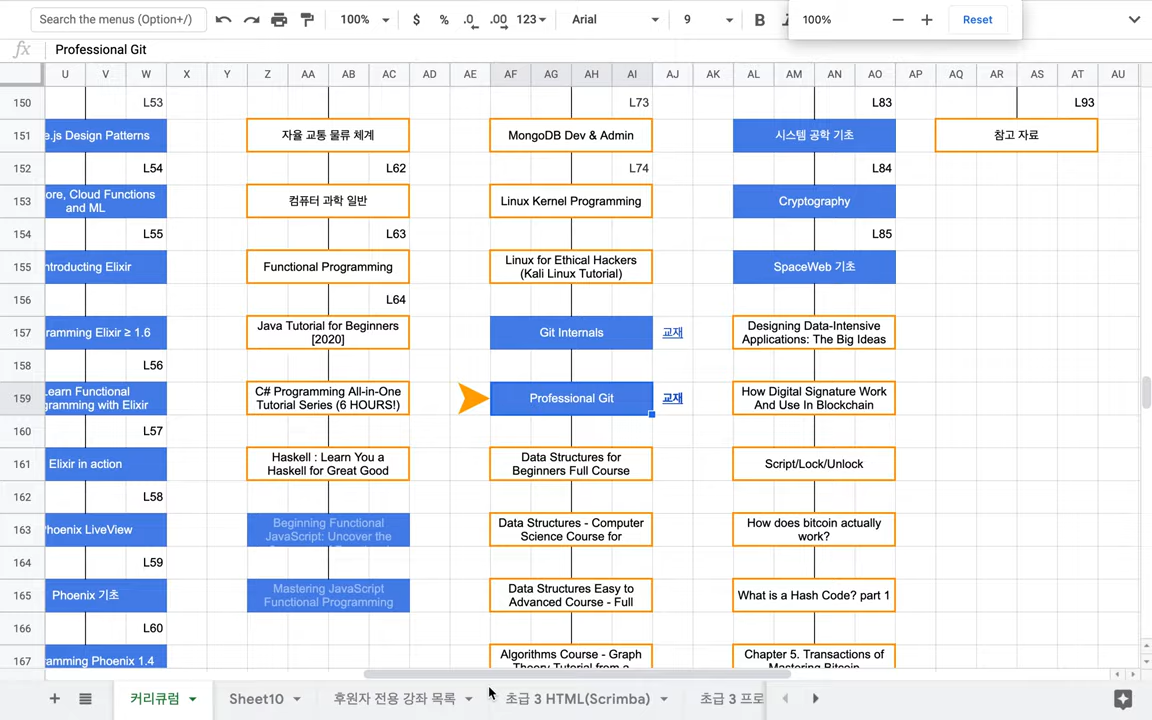 Search the menus (Option+/)
100%
$
%
.0
.00
123
Arial
9
B
100%
Reset
fx
Professional Git
U
V
W
X
Y
Z
AA
AB
AC
AD
AE
AF
AG
AH
AI
AJ
AK
AL
AM
AN
AO
AP
AQ
AR
AS
AT
AU
150
L53
L73
L83
L93
151
e.js Design Patterns
자율 교통 물류 체계
MongoDB Dev & Admin
시스템 공학 기초
참고 자료
152
L54
L62
L74
L84
153
ore, Cloud Functions
and ML
컴퓨터 과학 일반
Linux Kernel Programming
Cryptography
154
L55
L63
L85
155
ntroducting Elixir
Functional Programming
Linux for Ethical Hackers
(Kali Linux Tutorial)
SpaceWeb 기초
156
L64
157
ramming Elixir ≥ 1.6
Java Tutorial for Beginners
[2020]
Git Internals
교재
Designing Data-Intensive
Applications: The Big Ideas
158
L56
159
Learn Functional
gramming with Elixir
C# Programming All-in-One
Tutorial Series (6 HOURS!)
Professional Git
교재
How Digital Signature Work
And Use In Blockchain
160
L57
161
Elixir in action
Haskell : Learn You a
Haskell for Great Good
Data Structures for
Beginners Full Course
Script/Lock/Unlock
162
L58
163
Phoenix LiveView
Beginning Functional
JavaScript: Uncover the
Data Structures - Computer
Science Course for
How does bitcoin actually
work?
164
L59
165
Phoenix 기초
Mastering JavaScript
Functional Programming
Data Structures Easy to
Advanced Course - Full
What is a Hash Code? part 1
166
L60
167
ramming Phoenix 1.4
Algorithms Course - Graph
Theory Tutorial from a
Chapter 5. Transactions of
Mastering Bitcoin
커리큐럼
Sheet10
후원자 전용 강좌 목록
초급 3 HTML(Scrimba)
초급 3 프로